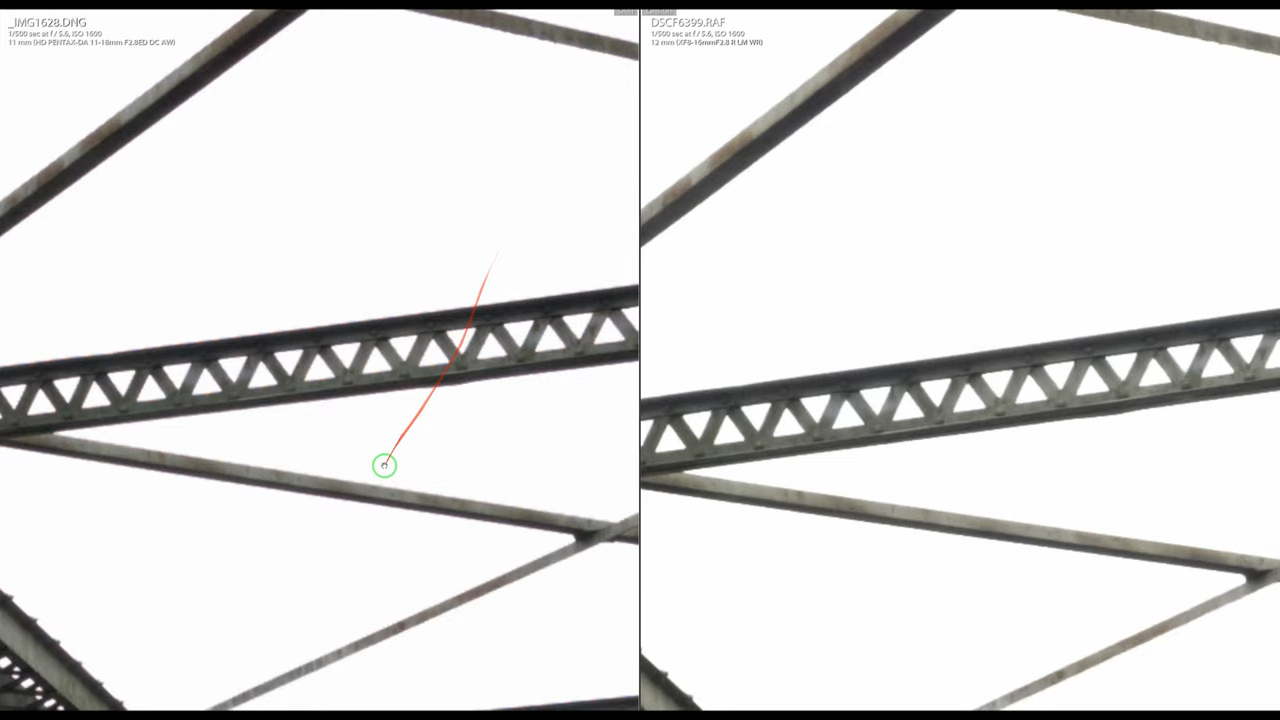 _IMG1628.DNG
1/500 sec at f / 5.6, ISO 1600
11 mm (HD PENTAX-DA 11-18mm F2.8ED DC AW)
DSCF6399.RAF
1/500 sec at f / 5.6, ISO 1600
12 mm (XF8-16mmF2.8 R LM WR)